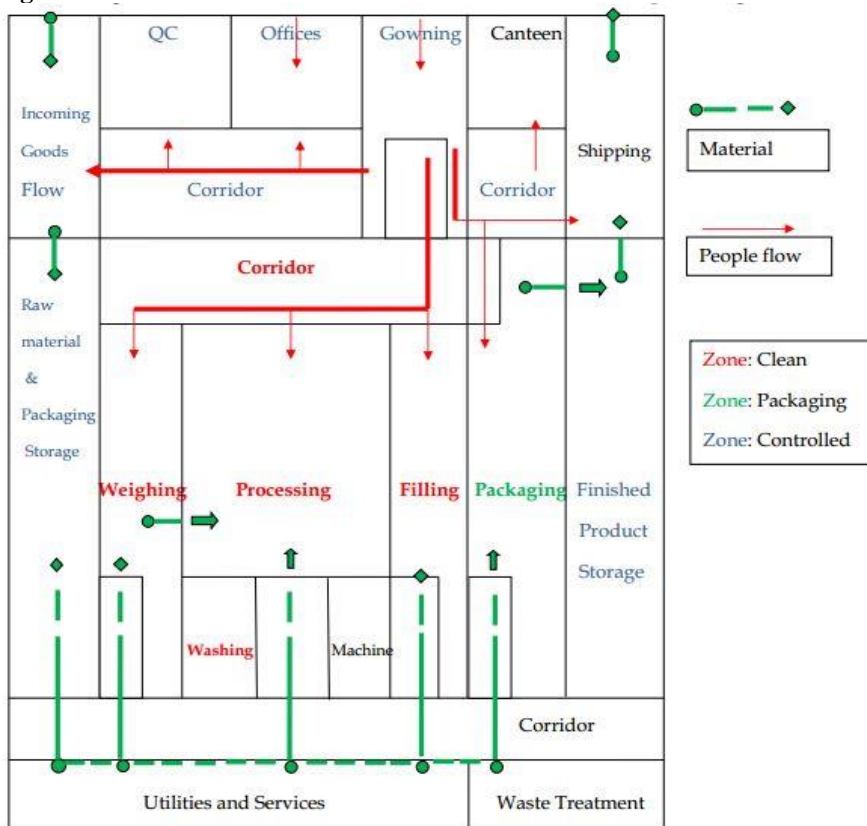 QC
Offices
Gowning
Canteen
Incoming
Goods
Flow
Corridor
Corridor
Shipping
Material
People flow
Corridor
Raw
material
&
Packaging
Storage
Zone: Clean
Zone: Packaging
Zone: Controlled
Weighing
Processing
Filling
Packaging
Finished
Product
Storage
Washing
Machine
Corridor
Utilities and Services
Waste Treatment